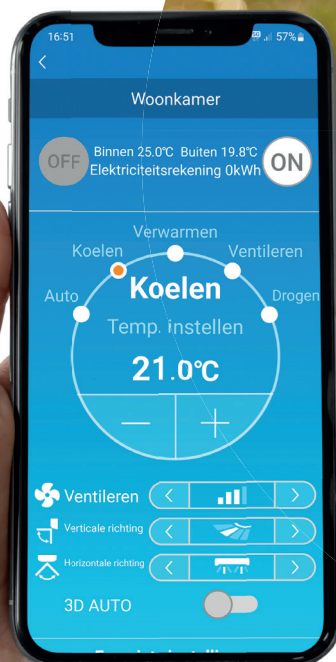 16:51 5G 57%
Woonkamer
OFF
Binnen 25.0°C Buiten 19.8°C
Elektriciteitsrekening 0kWh
ON
Verwarmen
Koelen Ventileren
Auto Koelen Drogen
Temp. instellen
21.0°C
Ventileren
Verticale richting
Horizontale richting
3D AUTO